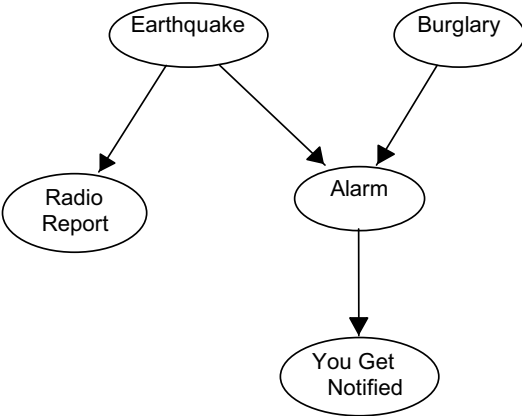 Earthquake
Burglary
Radio
Report
Alarm
You Get
Notified